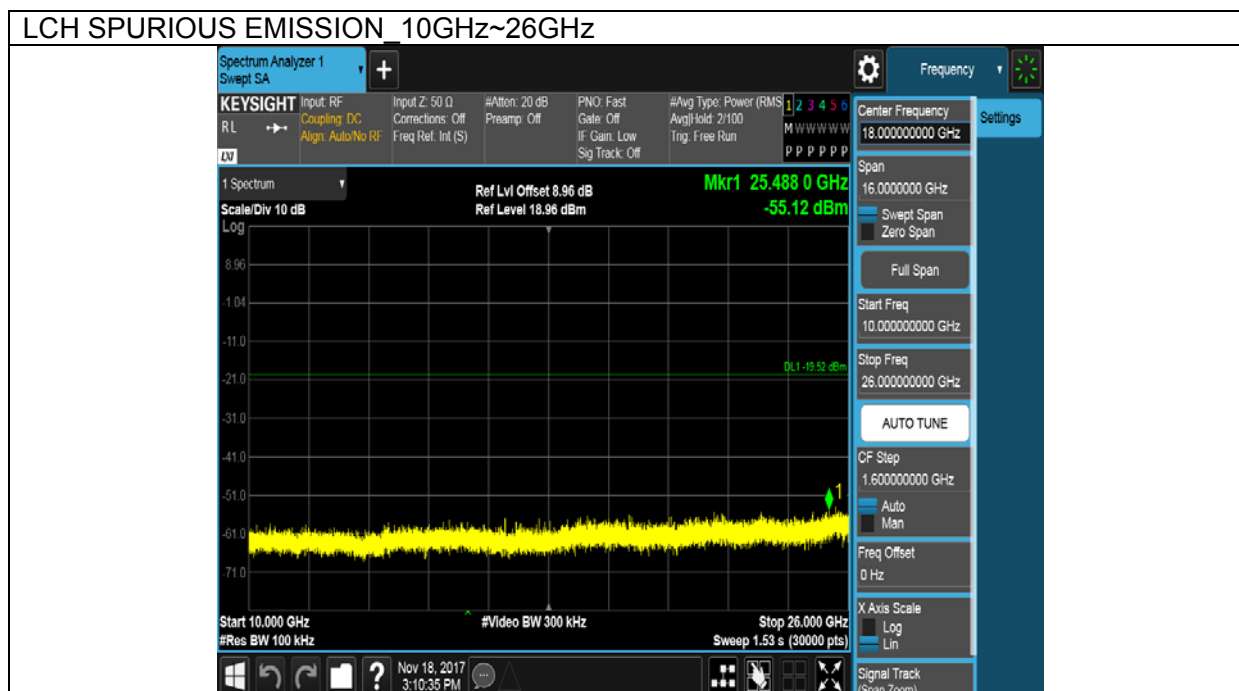 LCH SPURIOUS EMISSION_10GHz~26GHz
Spectrum Analyzer 1
Swept SA
+
Frequency
KEYSIGHT
RL
LXI
Input: RF
Coupling: DC
Align: Auto/No RF
Input Z: 50 Ω
Corrections: Off
Freq Ref: Int (S)
#Atten: 20 dB
Preamp: Off
PNO: Fast
Gate: Off
IF Gain: Low
Sig Track: Off
#Avg Type: Power (RMS
Avg|Hold: 2/100
Trig: Free Run
1 2 3 4 5 6
M W W W W W
P P P P P P
1 Spectrum
Scale/Div 10 dB
Ref Lvl Offset 8.96 dB
Ref Level 18.96 dBm
Mkr1 25.488 0 GHz
-55.12 dBm
Log
8.96
-1.04
-11.0
-21.0
-31.0
-41.0
-51.0
-61.0
-71.0
DL1 -19.52 dBm
1
Start 10.000 GHz
#Res BW 100 kHz
#Video BW 300 kHz
Stop 26.000 GHz
Sweep 1.53 s (30000 pts)
Nov 18, 2017
3:10:35 PM
Center Frequency
18.000000000 GHz
Settings
Span
16.0000000 GHz
Swept Span
Zero Span
Full Span
Start Freq
10.000000000 GHz
Stop Freq
26.000000000 GHz
AUTO TUNE
CF Step
1.600000000 GHz
Auto
Man
Freq Offset
0 Hz
X Axis Scale
Log
Lin
Signal Track
(Span Zoom)